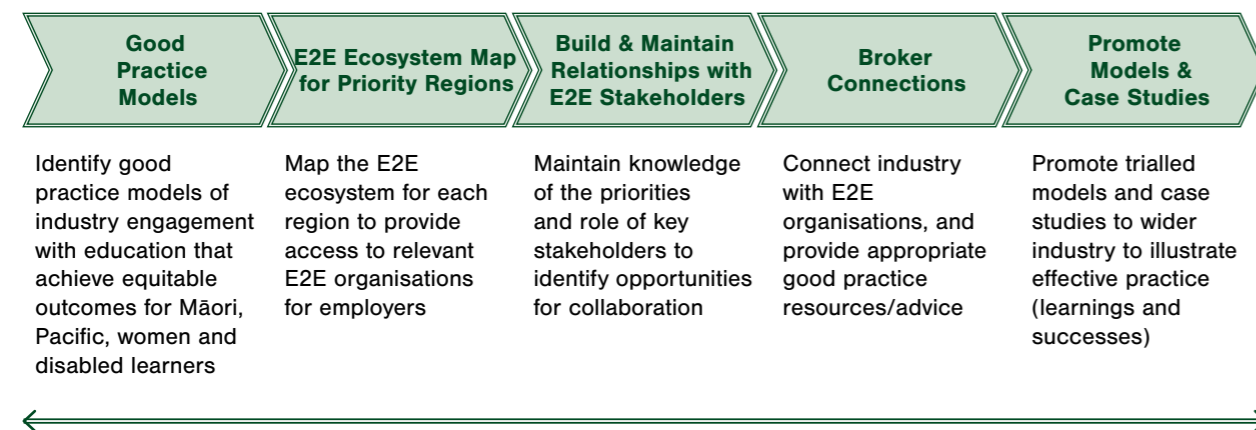 Good
Practice
Models
E2E Ecosystem Map
for Priority Regions
Build & Maintain
Relationships with
E2E Stakeholders
Broker
Connections
Promote
Models &
Case Studies
Identify good
practice models of
industry engagement
with education that
achieve equitable
outcomes for Māori,
Pacific, women and
disabled learners
Map the E2E
ecosystem for each
region to provide
access to relevant
E2E organisations
for employers
Maintain knowledge
of the priorities
and role of key
stakeholders to
identify opportunities
for collaboration
Connect industry
with E2E
organisations, and
provide appropriate
good practice
resources/advice
Promote trialled
models and case
studies to wider
industry to illustrate
effective practice
(learnings and
successes)